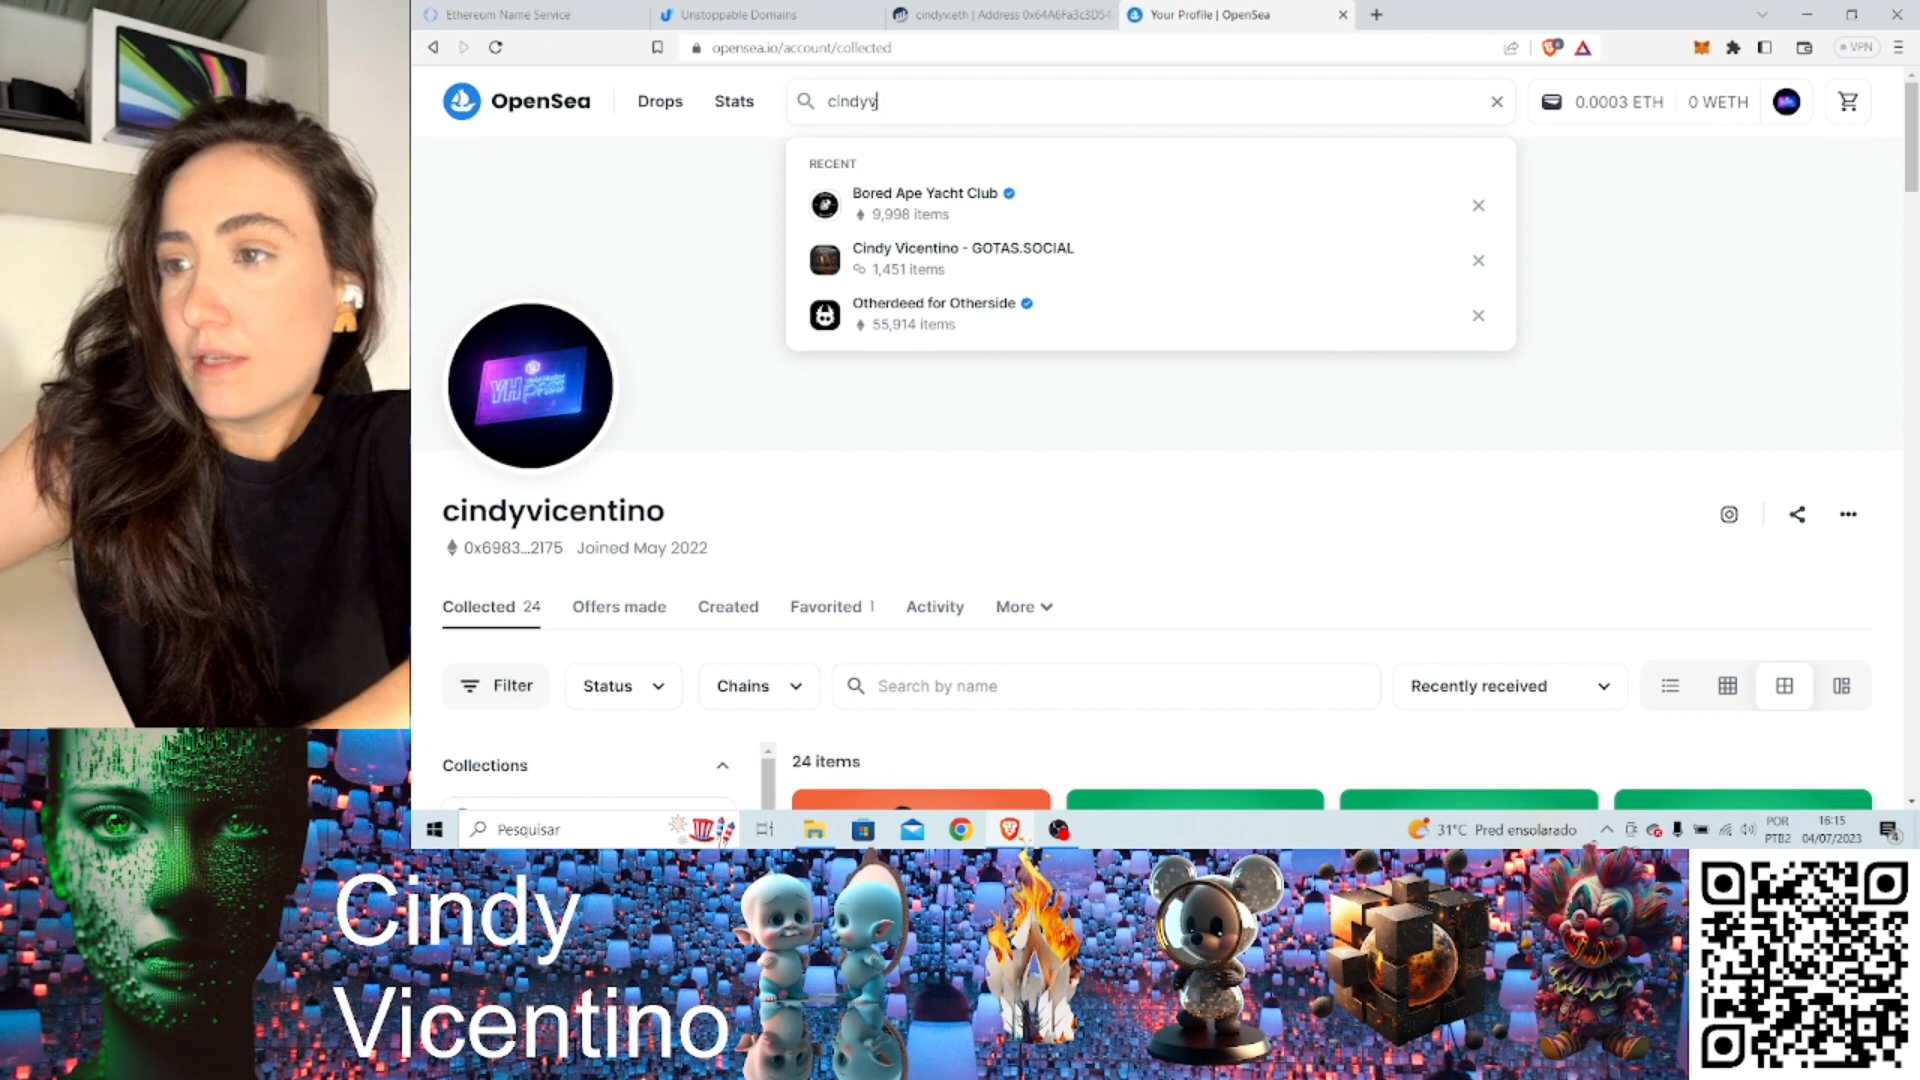 Ethereum Name Service
Unstoppable Domains
cindyv.eth | Address 0x64A6Fa3c3D54
Your Profile | OpenSea
opensea.io/account/collected
VPN
OpenSea
Drops
Stats
cindyv
0.0003 ETH
0 WETH
RECENT
Bored Ape Yacht Club
9,998 items
Cindy Vicentino - GOTAS.SOCIAL
1,451 items
Otherdeed for Otherside
55,914 items
cindyvicentino
0x6983...2175 Joined May 2022
Collected 24
Offers made
Created
Favorited 1
Activity
More
Filter
Status
Chains
Search by name
Recently received
Collections
24 items
Pesquisar
31°C Pred ensolarado
POR
PTB2
16:15
04/07/2023
4
Cindy
Vicentino